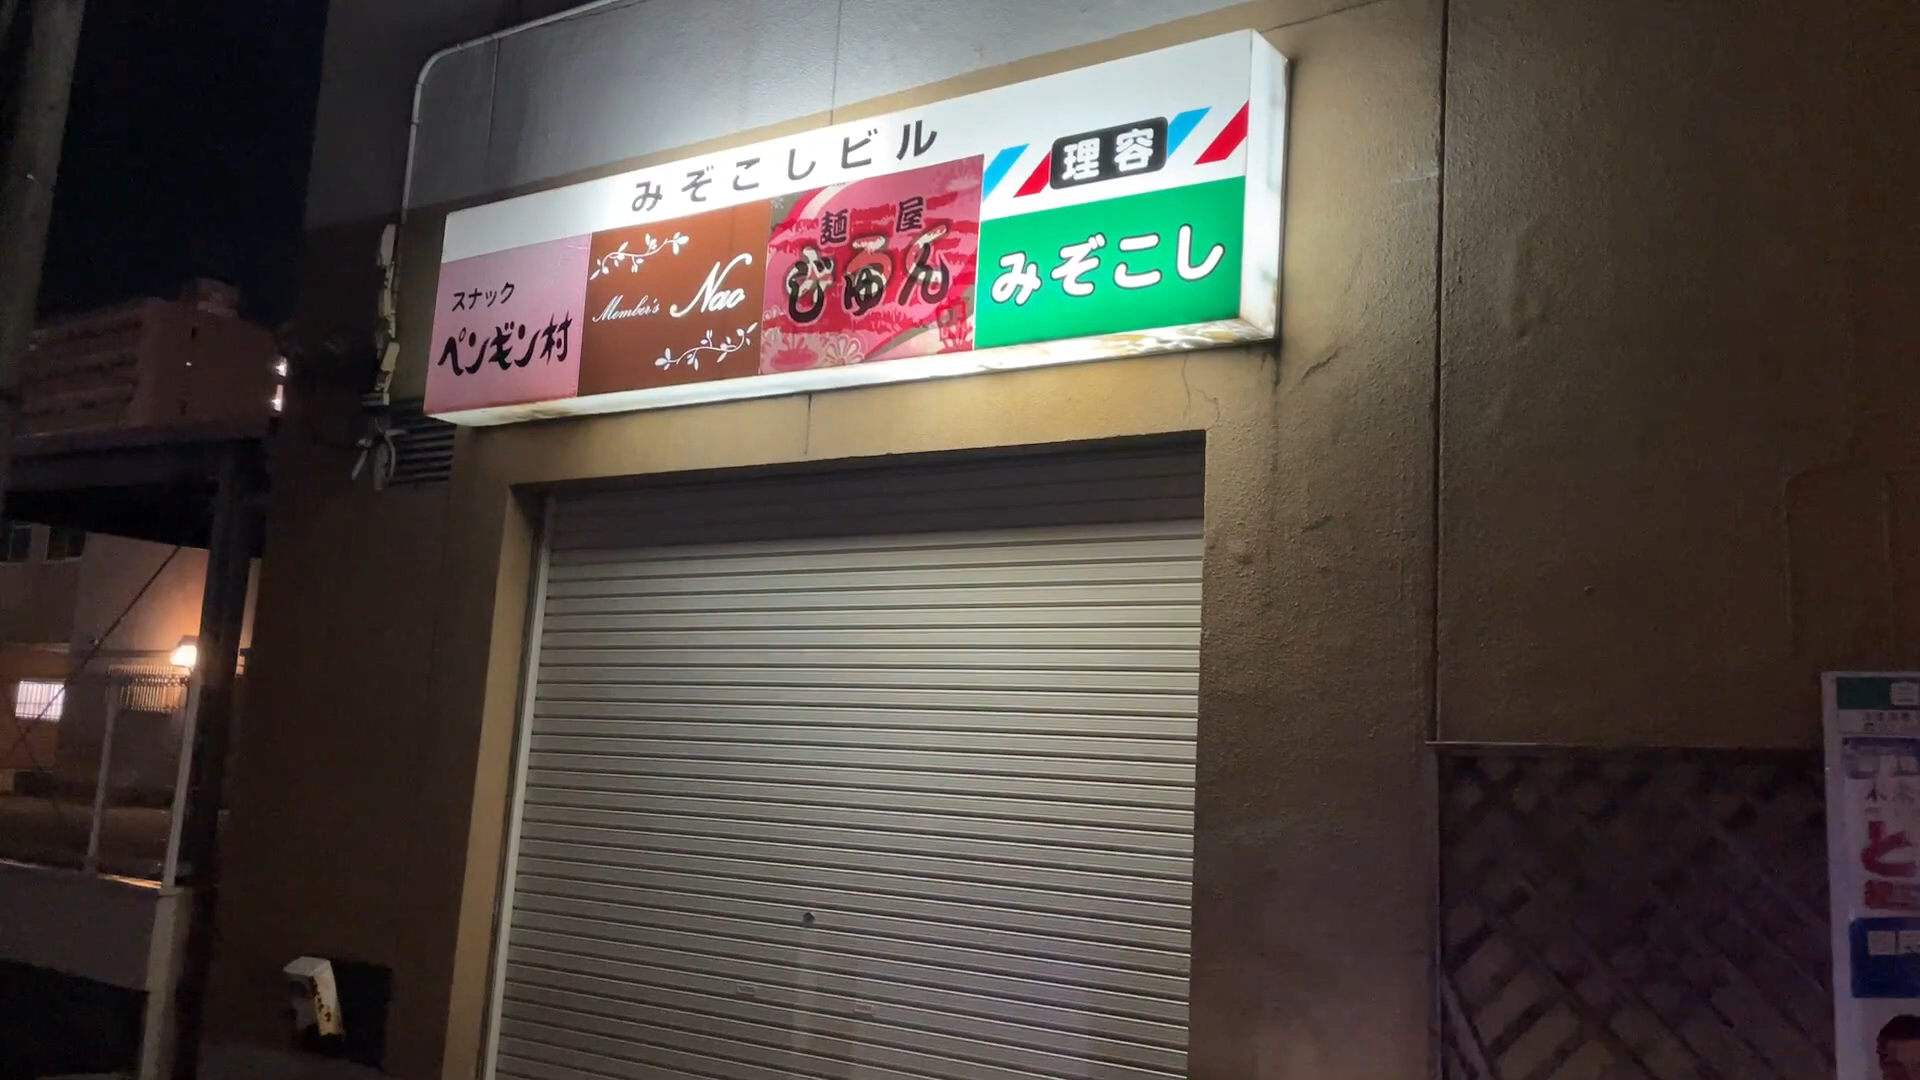 みぞこしビル
スナック
ペンギン村
Member's Nao
麺屋
じゅん
理容
みぞこし